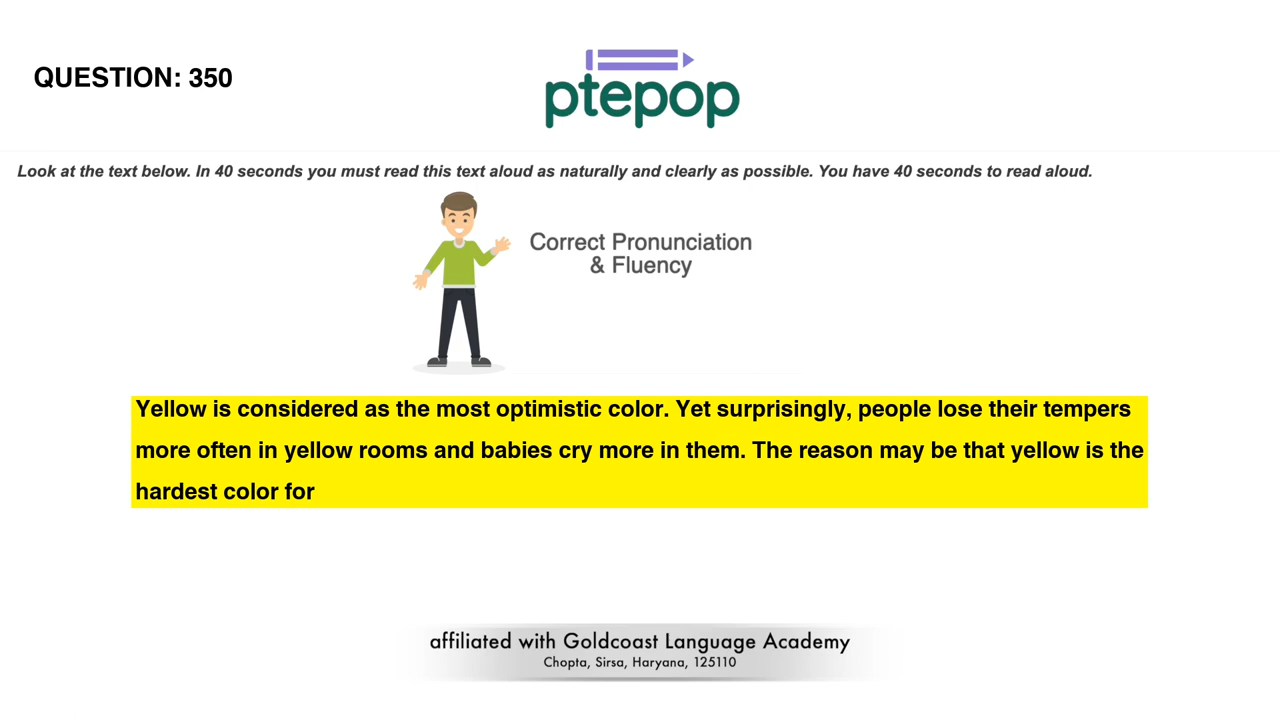 QUESTION: 350
ptepop
Look at the text below. In 40 seconds you must read this text aloud as naturally and clearly as possible. You have 40 seconds to read aloud.
Correct Pronunciation
& Fluency
Yellow is considered as the most optimistic color. Yet surprisingly, people lose their tempers
more often in yellow rooms and babies cry more in them. The reason may be that yellow is the
hardest color for
affiliated with Goldcoast Language Academy
Chopta, Sirsa, Haryana, 125110